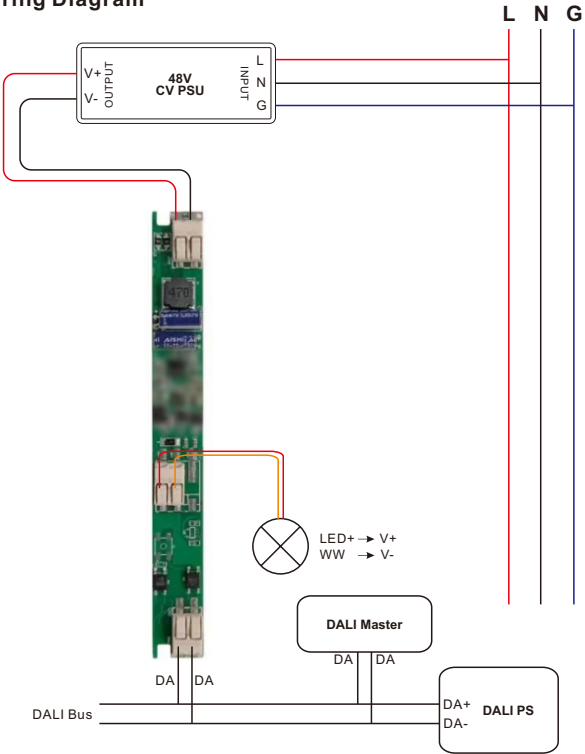 ring Diagram
L N G
V+
V-
OUTPUT
48V
CV PSU
INPUT
L
N
G
470
LED+ → V+
WW → V-
DALI Master
DA DA
DA DA
DALI Bus
DA+
DA-
DALI PS